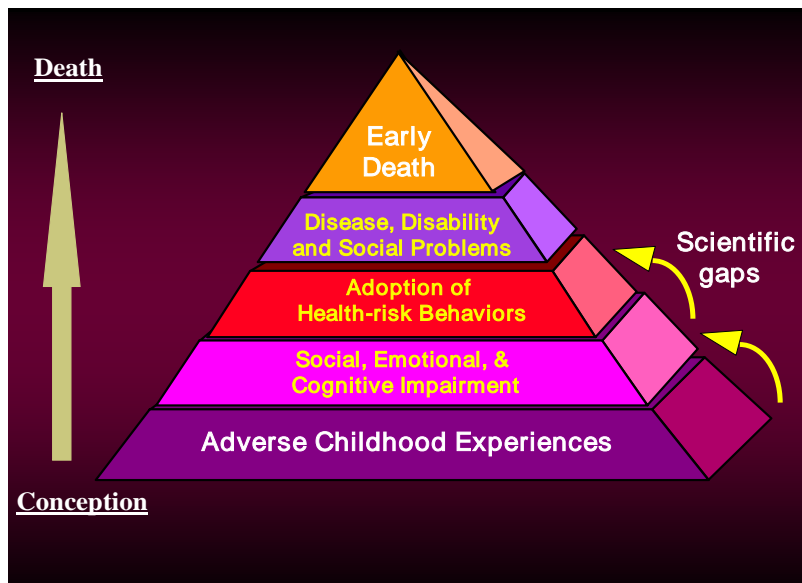 Death
Early
Death
Disease, Disability
and Social Problems
Scientific
gaps
Adoption of
Health-risk Behaviors
Social, Emotional, &
Cognitive Impairment
Adverse Childhood Experiences
Conception